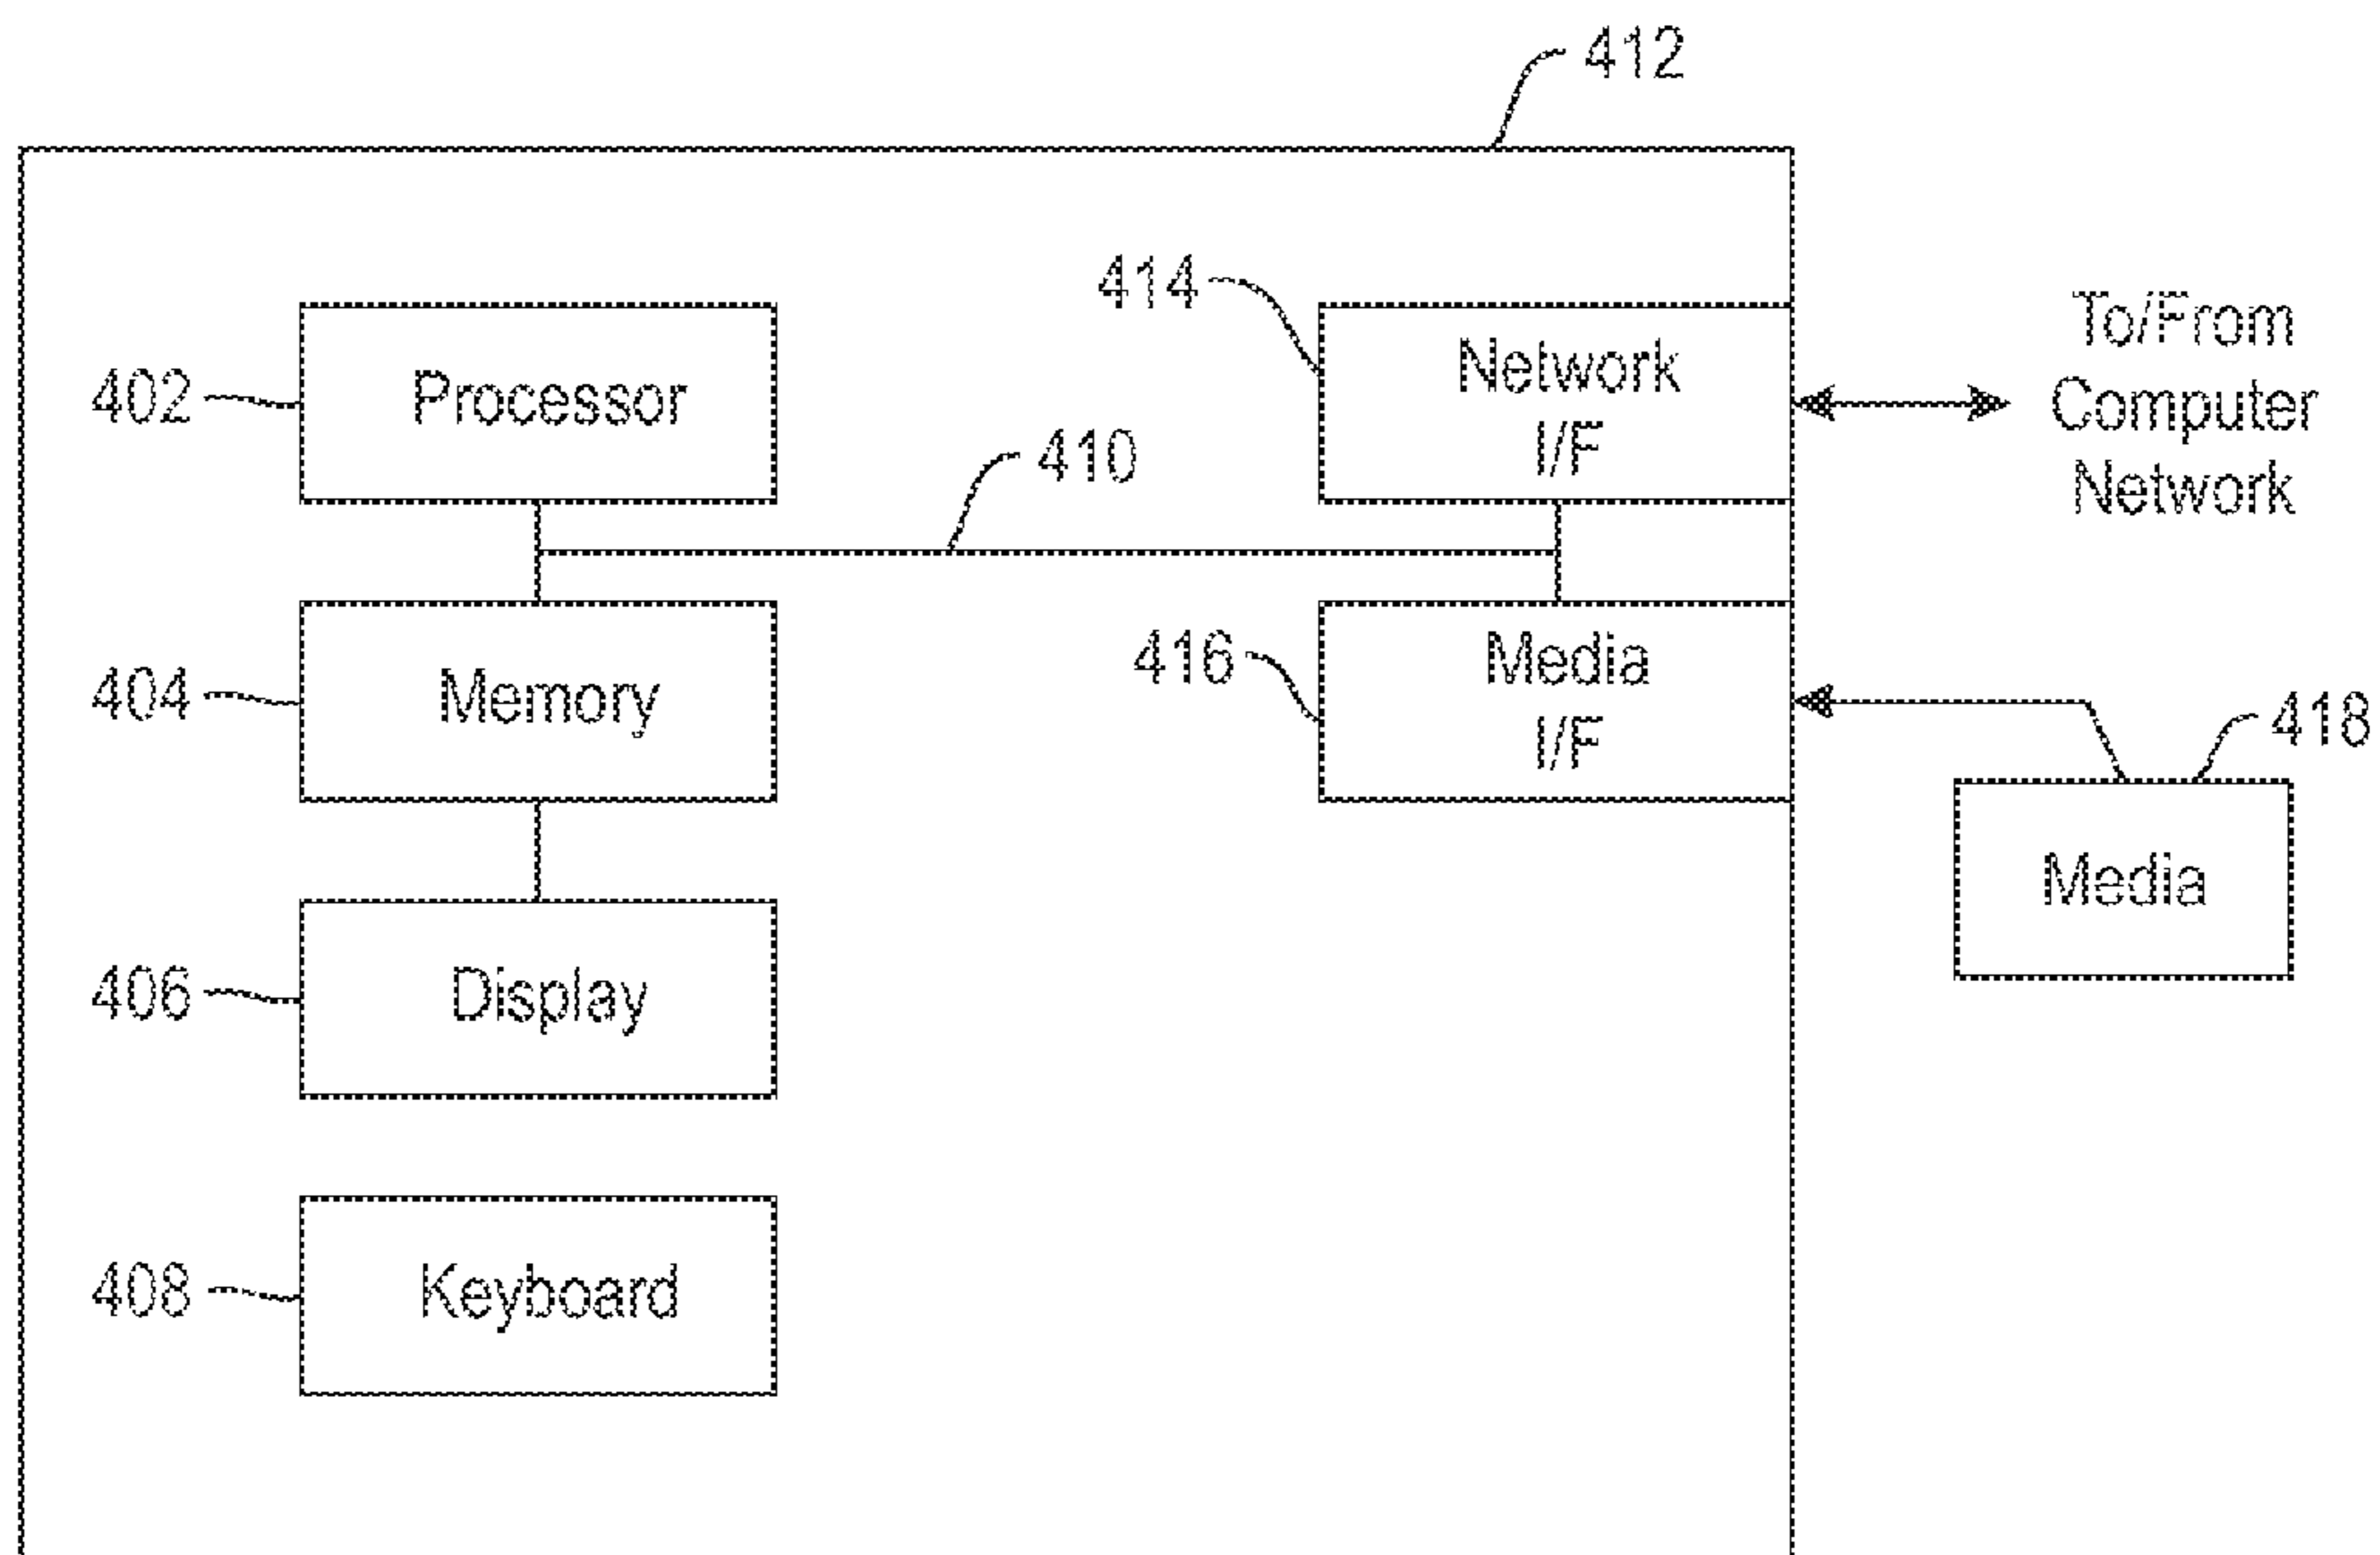 412
414
Network
I/F
To/From
Computer
Network
402
Processor
410
404
Memory
416
Media
I/F
418
Media
406
Display
408
Keyboard